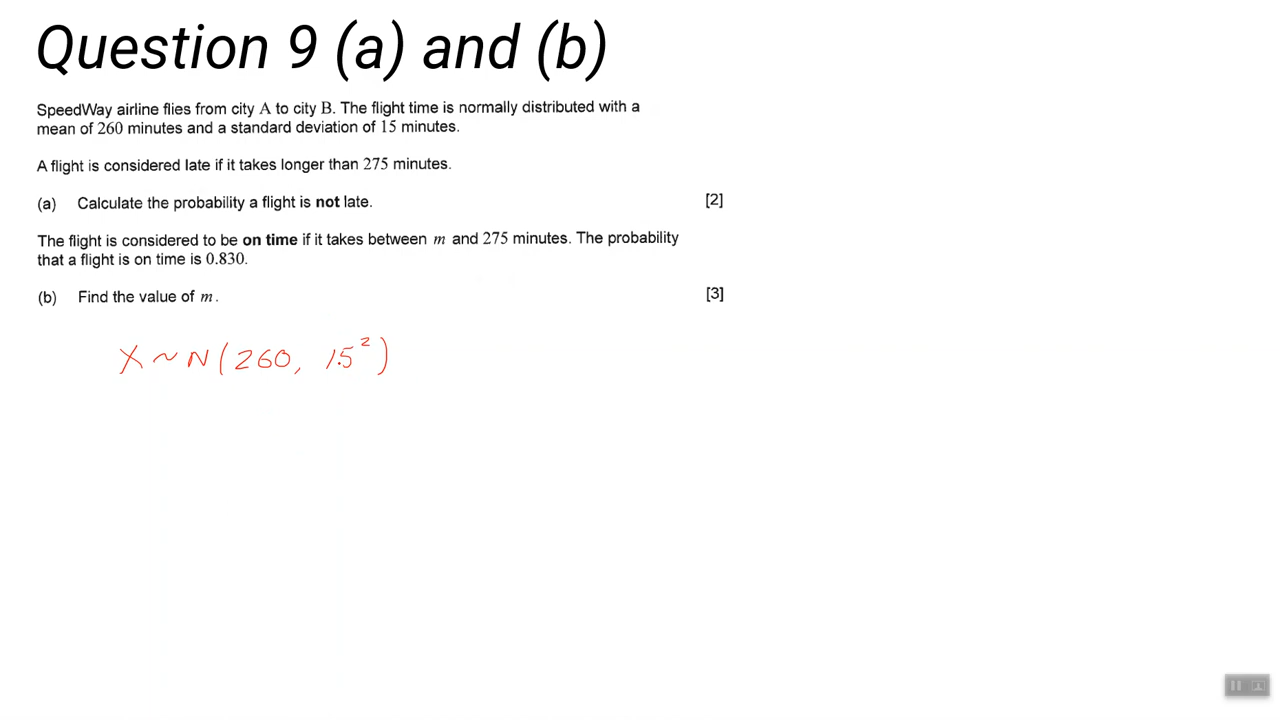 Question 9 (a) and (b)
SpeedWay airline flies from city A to city B. The flight time is normally distributed with a
mean of 260 minutes and a standard deviation of 15 minutes.
A flight is considered late if it takes longer than 275 minutes.
(a) Calculate the probability a flight is not late. [2]
The flight is considered to be on time if it takes between m and 275 minutes. The probability
that a flight is on time is 0.830.
(b) Find the value of m. [3]
X ~ N(260, 15²)